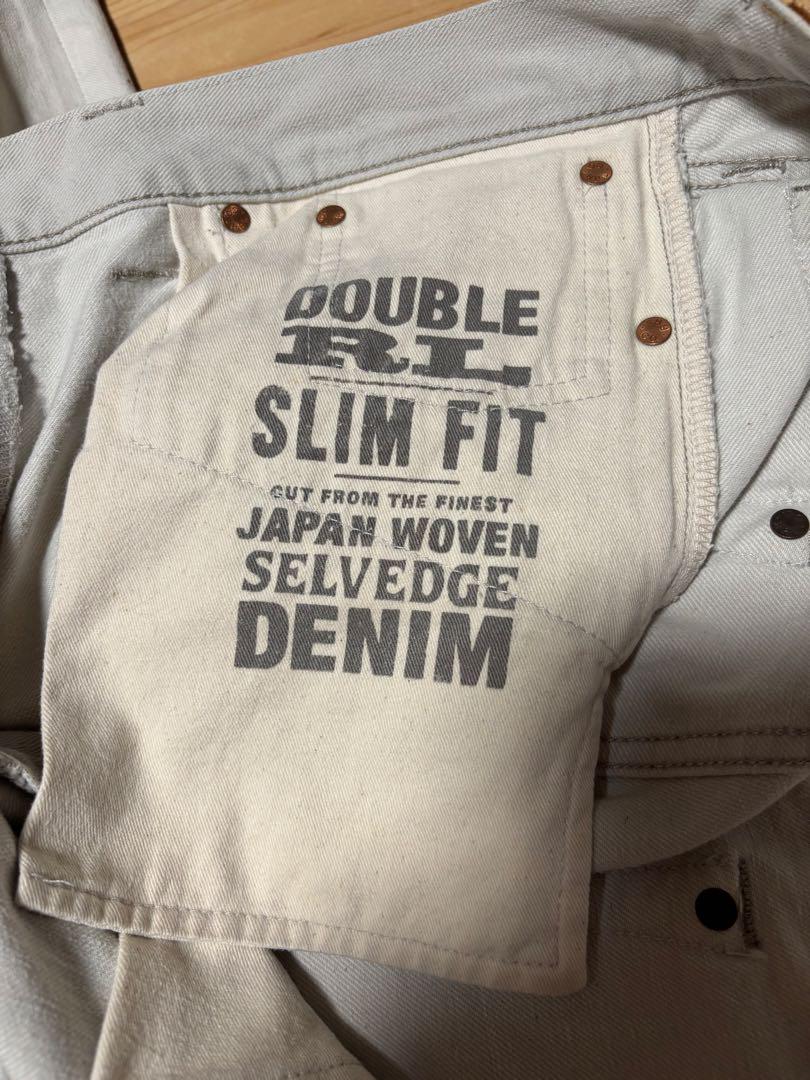 DOUBLE
RL
SLIM FIT
CUT FROM THE FINEST
JAPAN WOVEN
SELVEDGE
DENIM